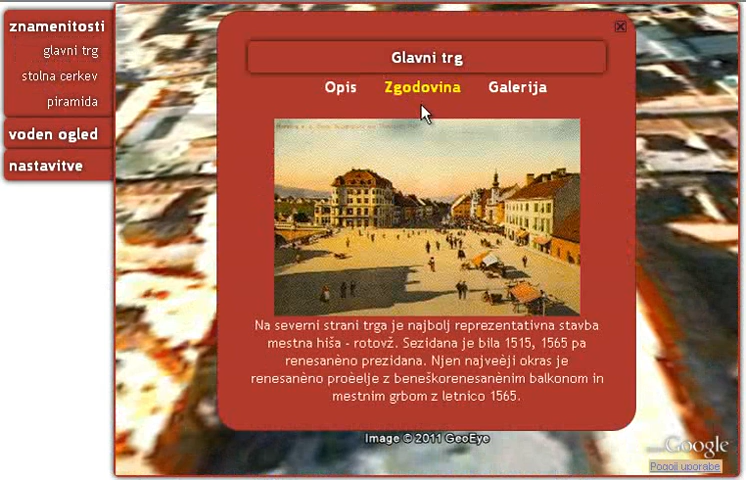 znamenitosti
glavni trg
stolna cerkev
piramida
voden ogled
nastavitve
Glavni trg
Opis Zgodovina Galerija
Na severni strani trga je najbolj reprezentativna stavba
mestna hiša - rotovž. Sezidana je bila 1515, 1565 pa
renesanèno prezidana. Njen najveèji okras je
renesanèno proèelje z beneškorenesanènim balkonom in
mestnim grbom z letnico 1565.
Image © 2011 GeoEye
Google
Pogoji uporabe